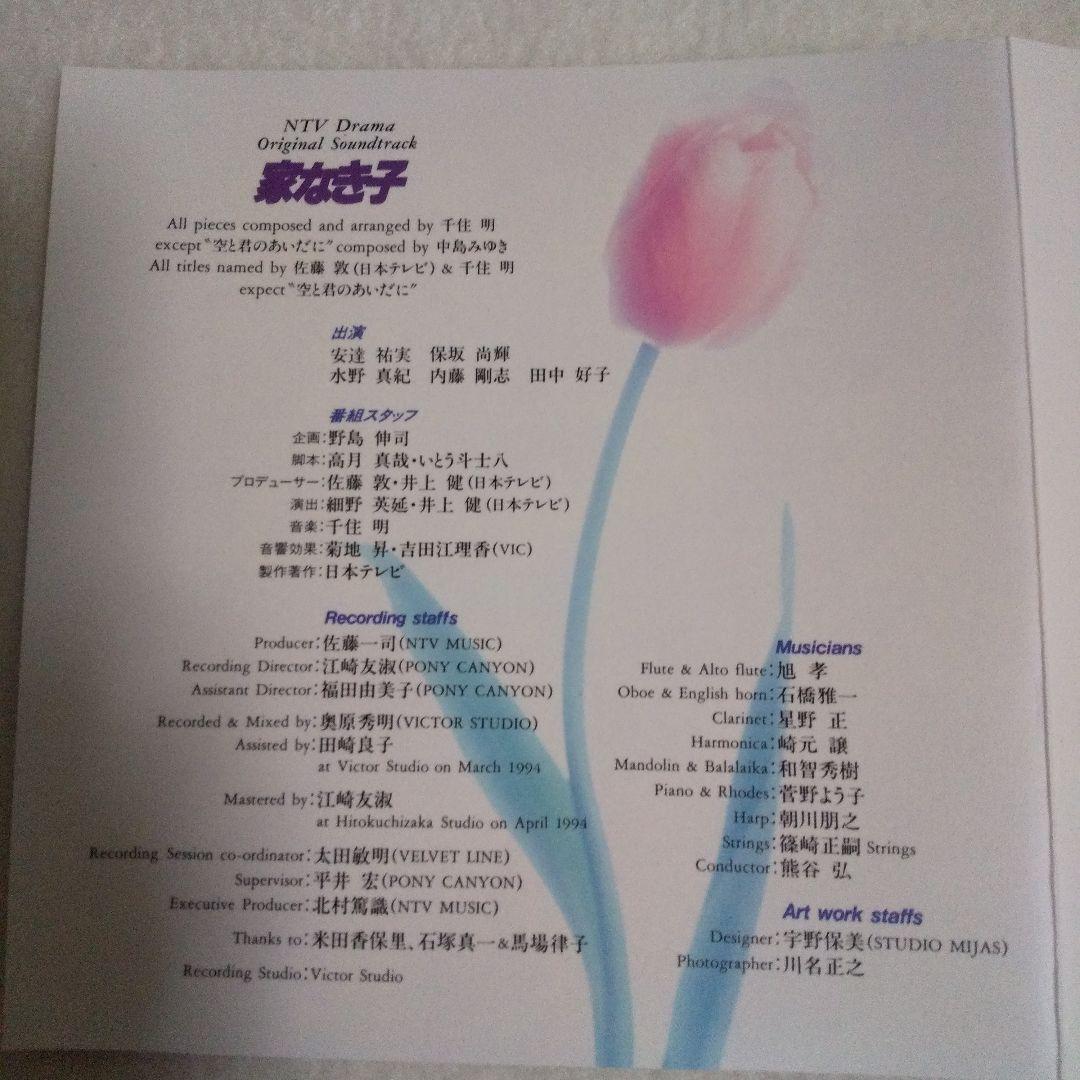 NTV Drama
Original Soundtrack
家なき子
All pieces composed and arranged by 千住 明
except“空と君のあいだに”composed by 中島みゆき
All titles named by 佐藤 敦(日本テレビ) & 千住 明
expect“空と君のあいだに”
出演
安達 祐実 保坂 尚輝
水野 真紀 内藤 剛志 田中 好子
番組スタッフ
企画:野島 伸司
脚本:高月 真哉・いとう斗士八
プロデューサー:佐藤 敦・井上 健(日本テレビ)
演出:細野 英延・井上 健(日本テレビ)
音楽:千住 明
音響効果:菊地 昇・吉田江理香(VIC)
製作著作:日本テレビ
Recording staffs
Producer:佐藤一司(NTV MUSIC)
Recording Director:江崎友淑(PONY CANYON)
Assistant Director:福田由美子(PONY CANYON)
Recorded & Mixed by:奥原秀明(VICTOR STUDIO)
Assisted by:田崎良子
at Victor Studio on March 1994
Mastered by:江崎友淑
at Hitokuchizaka Studio on April 1994
Recording Session co-ordinator:太田敏明(VELVET LINE)
Supervisor:平井 宏(PONY CANYON)
Executive Producer:北村篤識(NTV MUSIC)
Thanks to:米田香保里、石塚真一&馬場律子
Recording Studio:Victor Studio
Musicians
Flute & Alto flute:旭 孝
Oboe & English horn:石橋雅一
Clarinet:星野 正
Harmonica:崎元 譲
Mandolin & Balalaika:和智秀樹
Piano & Rhodes:菅野よう子
Harp:朝川朋之
Strings:篠崎正嗣 Strings
Conductor:熊谷 弘
Art work staffs
Designer:宇野保美(STUDIO MIJAS)
Photographer:川名正之